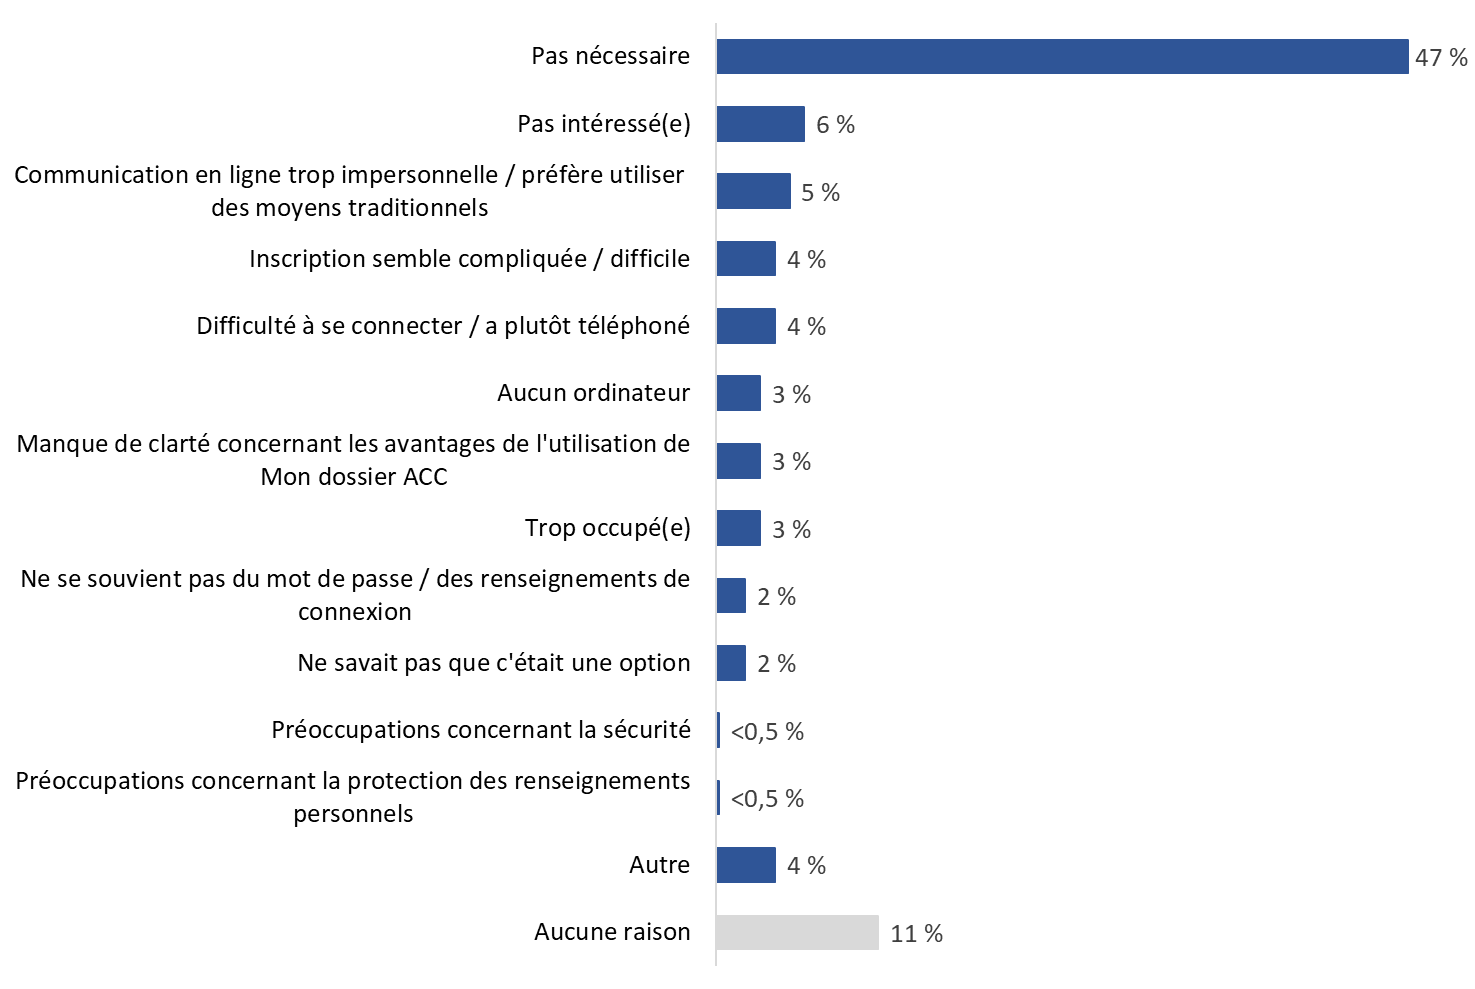 Pas nécessaire
47 %
Pas intéressé(e)
6 %
Communication en ligne trop impersonnelle / préfère utiliser
des moyens traditionnels
5 %
Inscription semble compliquée / difficile
4 %
Difficulté à se connecter / a plutôt téléphoné
4 %
Aucun ordinateur
3 %
Manque de clarté concernant les avantages de l'utilisation de
Mon dossier ACC
3 %
Trop occupé(e)
3 %
Ne se souvient pas du mot de passe / des renseignements de
connexion
2 %
Ne savait pas que c'était une option
2 %
Préoccupations concernant la sécurité
<0,5 %
Préoccupations concernant la protection des renseignements
personnels
<0,5 %
Autre
4 %
Aucune raison
11 %